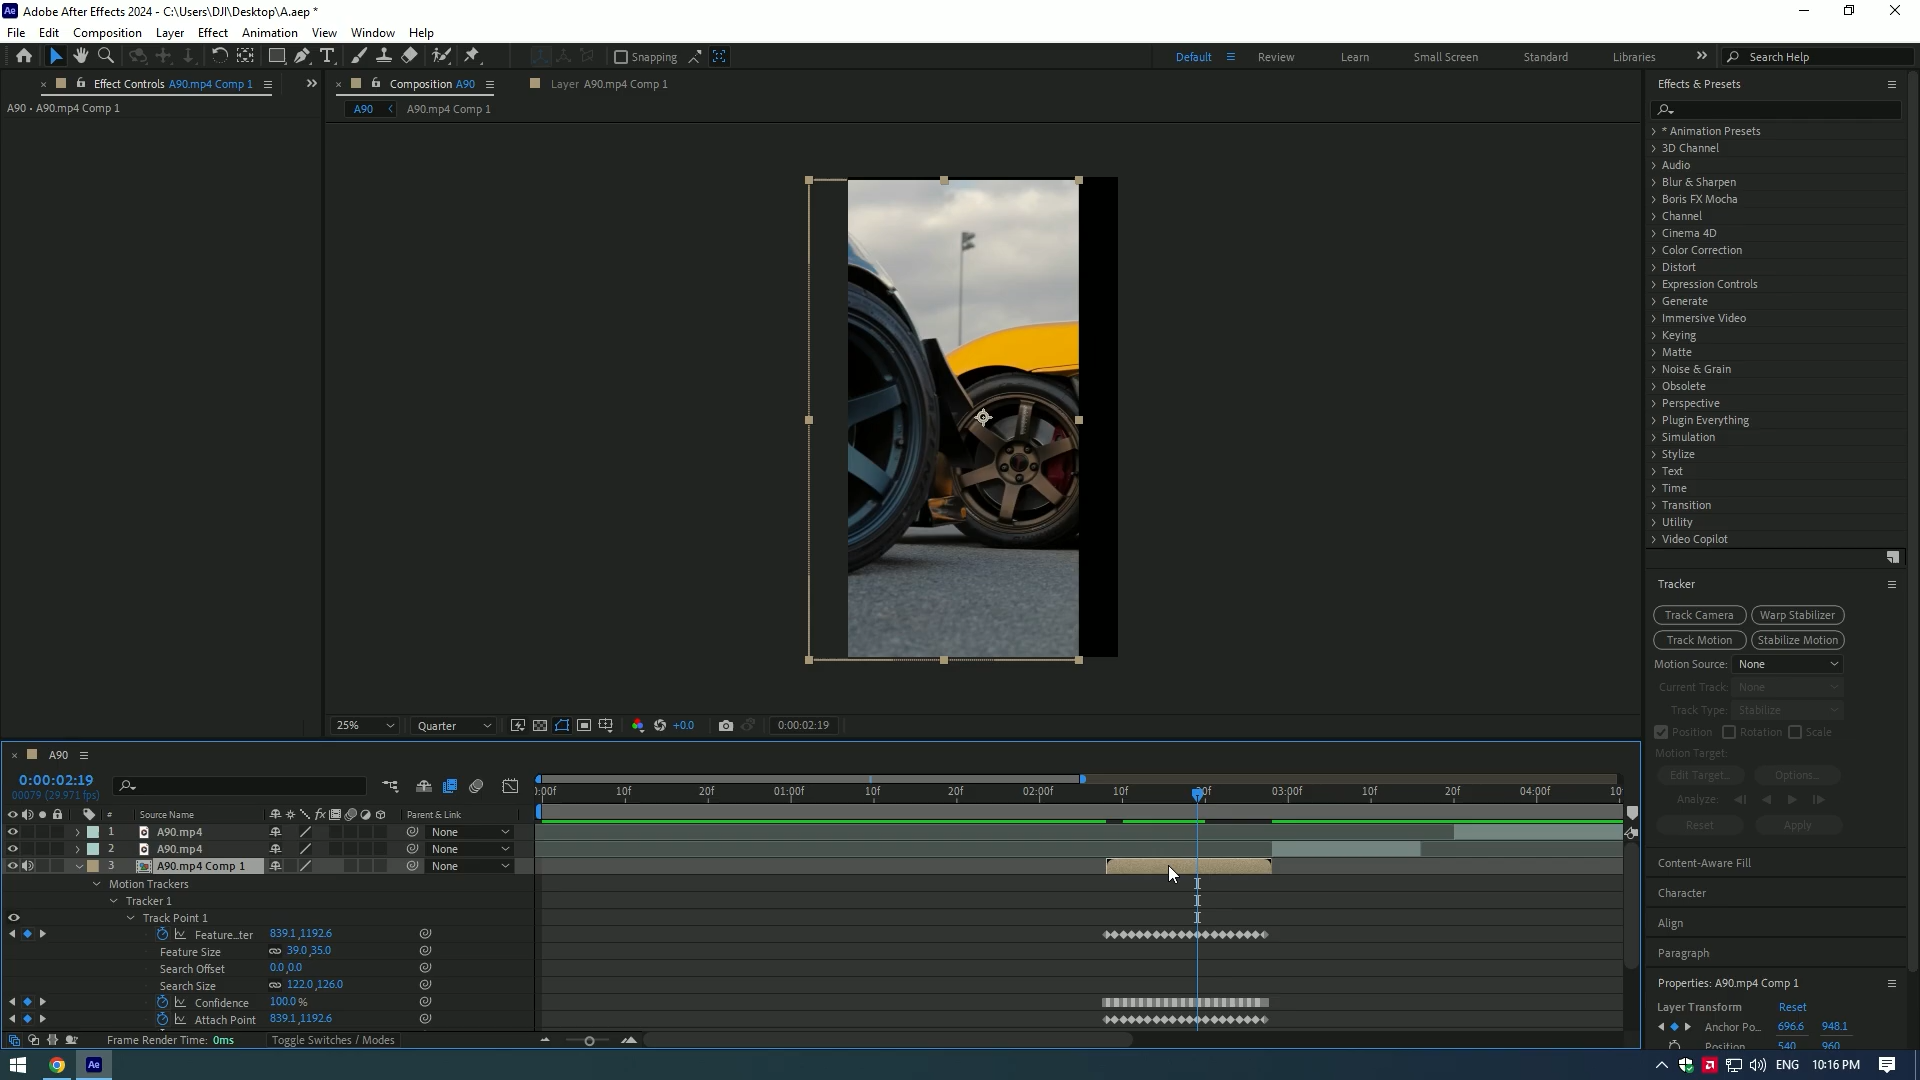 Adobe After Effects 2024 - C:\Users\DJI\Desktop\A.aep *
File Edit Composition Layer Effect Animation View Window Help
Snapping
Default Review Learn Small Screen Standard Libraries Search Help
Effect Controls A90.mp4 Comp 1
A90 • A90.mp4 Comp 1
Composition A90
Layer A90.mp4 Comp 1
A90 A90.mp4 Comp 1
25% Quarter +0.0 0:00:02:19
Effects & Presets
* Animation Presets
3D Channel
Audio
Blur & Sharpen
Boris FX Mocha
Channel
Cinema 4D
Color Correction
Distort
Expression Controls
Generate
Immersive Video
Keying
Matte
Noise & Grain
Obsolete
Perspective
Plugin Everything
Simulation
Stylize
Text
Time
Transition
Utility
Video Copilot
Tracker
Track Camera Warp Stabilizer
Track Motion Stabilize Motion
Motion Source: None
Current Track: None
Track Type: Stabilize
Position Rotation Scale
Motion Target:
Edit Target... Options...
Analyze:
Reset Apply
Content-Aware Fill
Character
Align
Paragraph
Properties: A90.mp4 Comp 1
Layer Transform Reset
Anchor Po... 696.6 948.1
Position 540 960
A90
0:00:02:19
00079 (29.971 fps)
# Source Name fx Parent & Link
:00f 10f 20f 01:00f 10f 20f 02:00f 10f 20f 03:00f 10f 20f 04:00f 10
1 A90.mp4 None
2 A90.mp4 None
3 A90.mp4 Comp 1 None
Motion Trackers
Tracker 1
Track Point 1
Feature...ter 839.1,1192.6
Feature Size 39.0,35.0
Search Offset 0.0,0.0
Search Size 122.0,126.0
Confidence 100.0 %
Attach Point 839.1,1192.6
Frame Render Time: 0ms Toggle Switches / Modes
ENG 10:16 PM